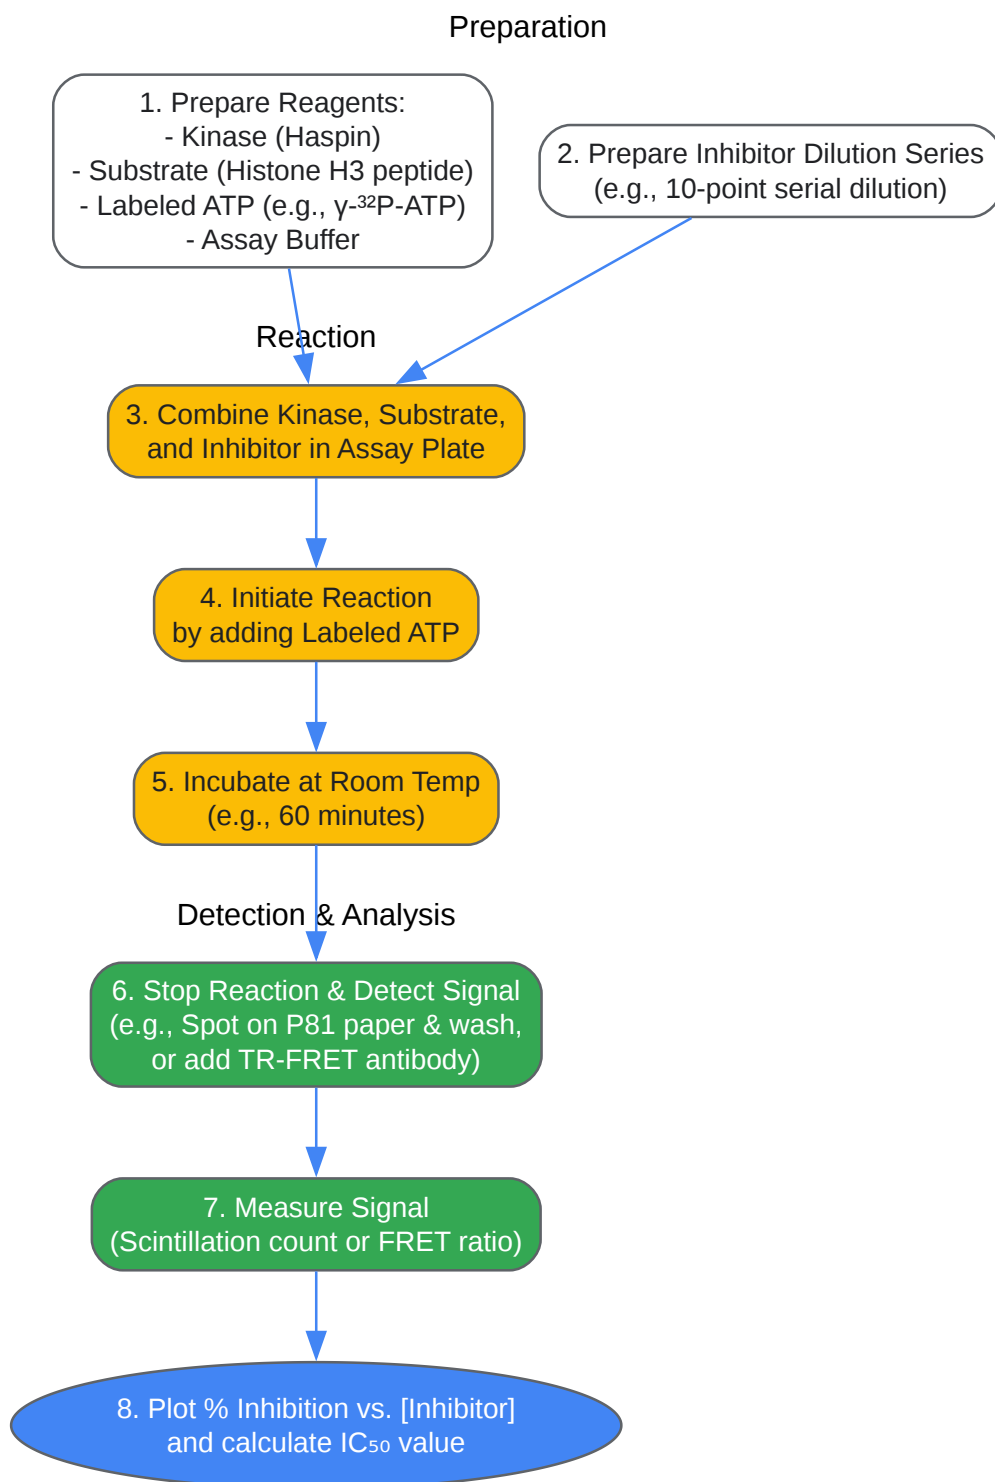 Preparation
1. Prepare Reagents:
- Kinase (Haspin)
- Substrate (Histone H3 peptide)
- Labeled ATP (e.g., γ-³²P-ATP)
- Assay Buffer
2. Prepare Inhibitor Dilution Series
(e.g., 10-point serial dilution)
Reaction
3. Combine Kinase, Substrate,
and Inhibitor in Assay Plate
4. Initiate Reaction
by adding Labeled ATP
5. Incubate at Room Temp
(e.g., 60 minutes)
Detection & Analysis
6. Stop Reaction & Detect Signal
(e.g., Spot on P81 paper & wash,
or add TR-FRET antibody)
7. Measure Signal
(Scintillation count or FRET ratio)
8. Plot % Inhibition vs. [Inhibitor]
and calculate IC₅₀ value